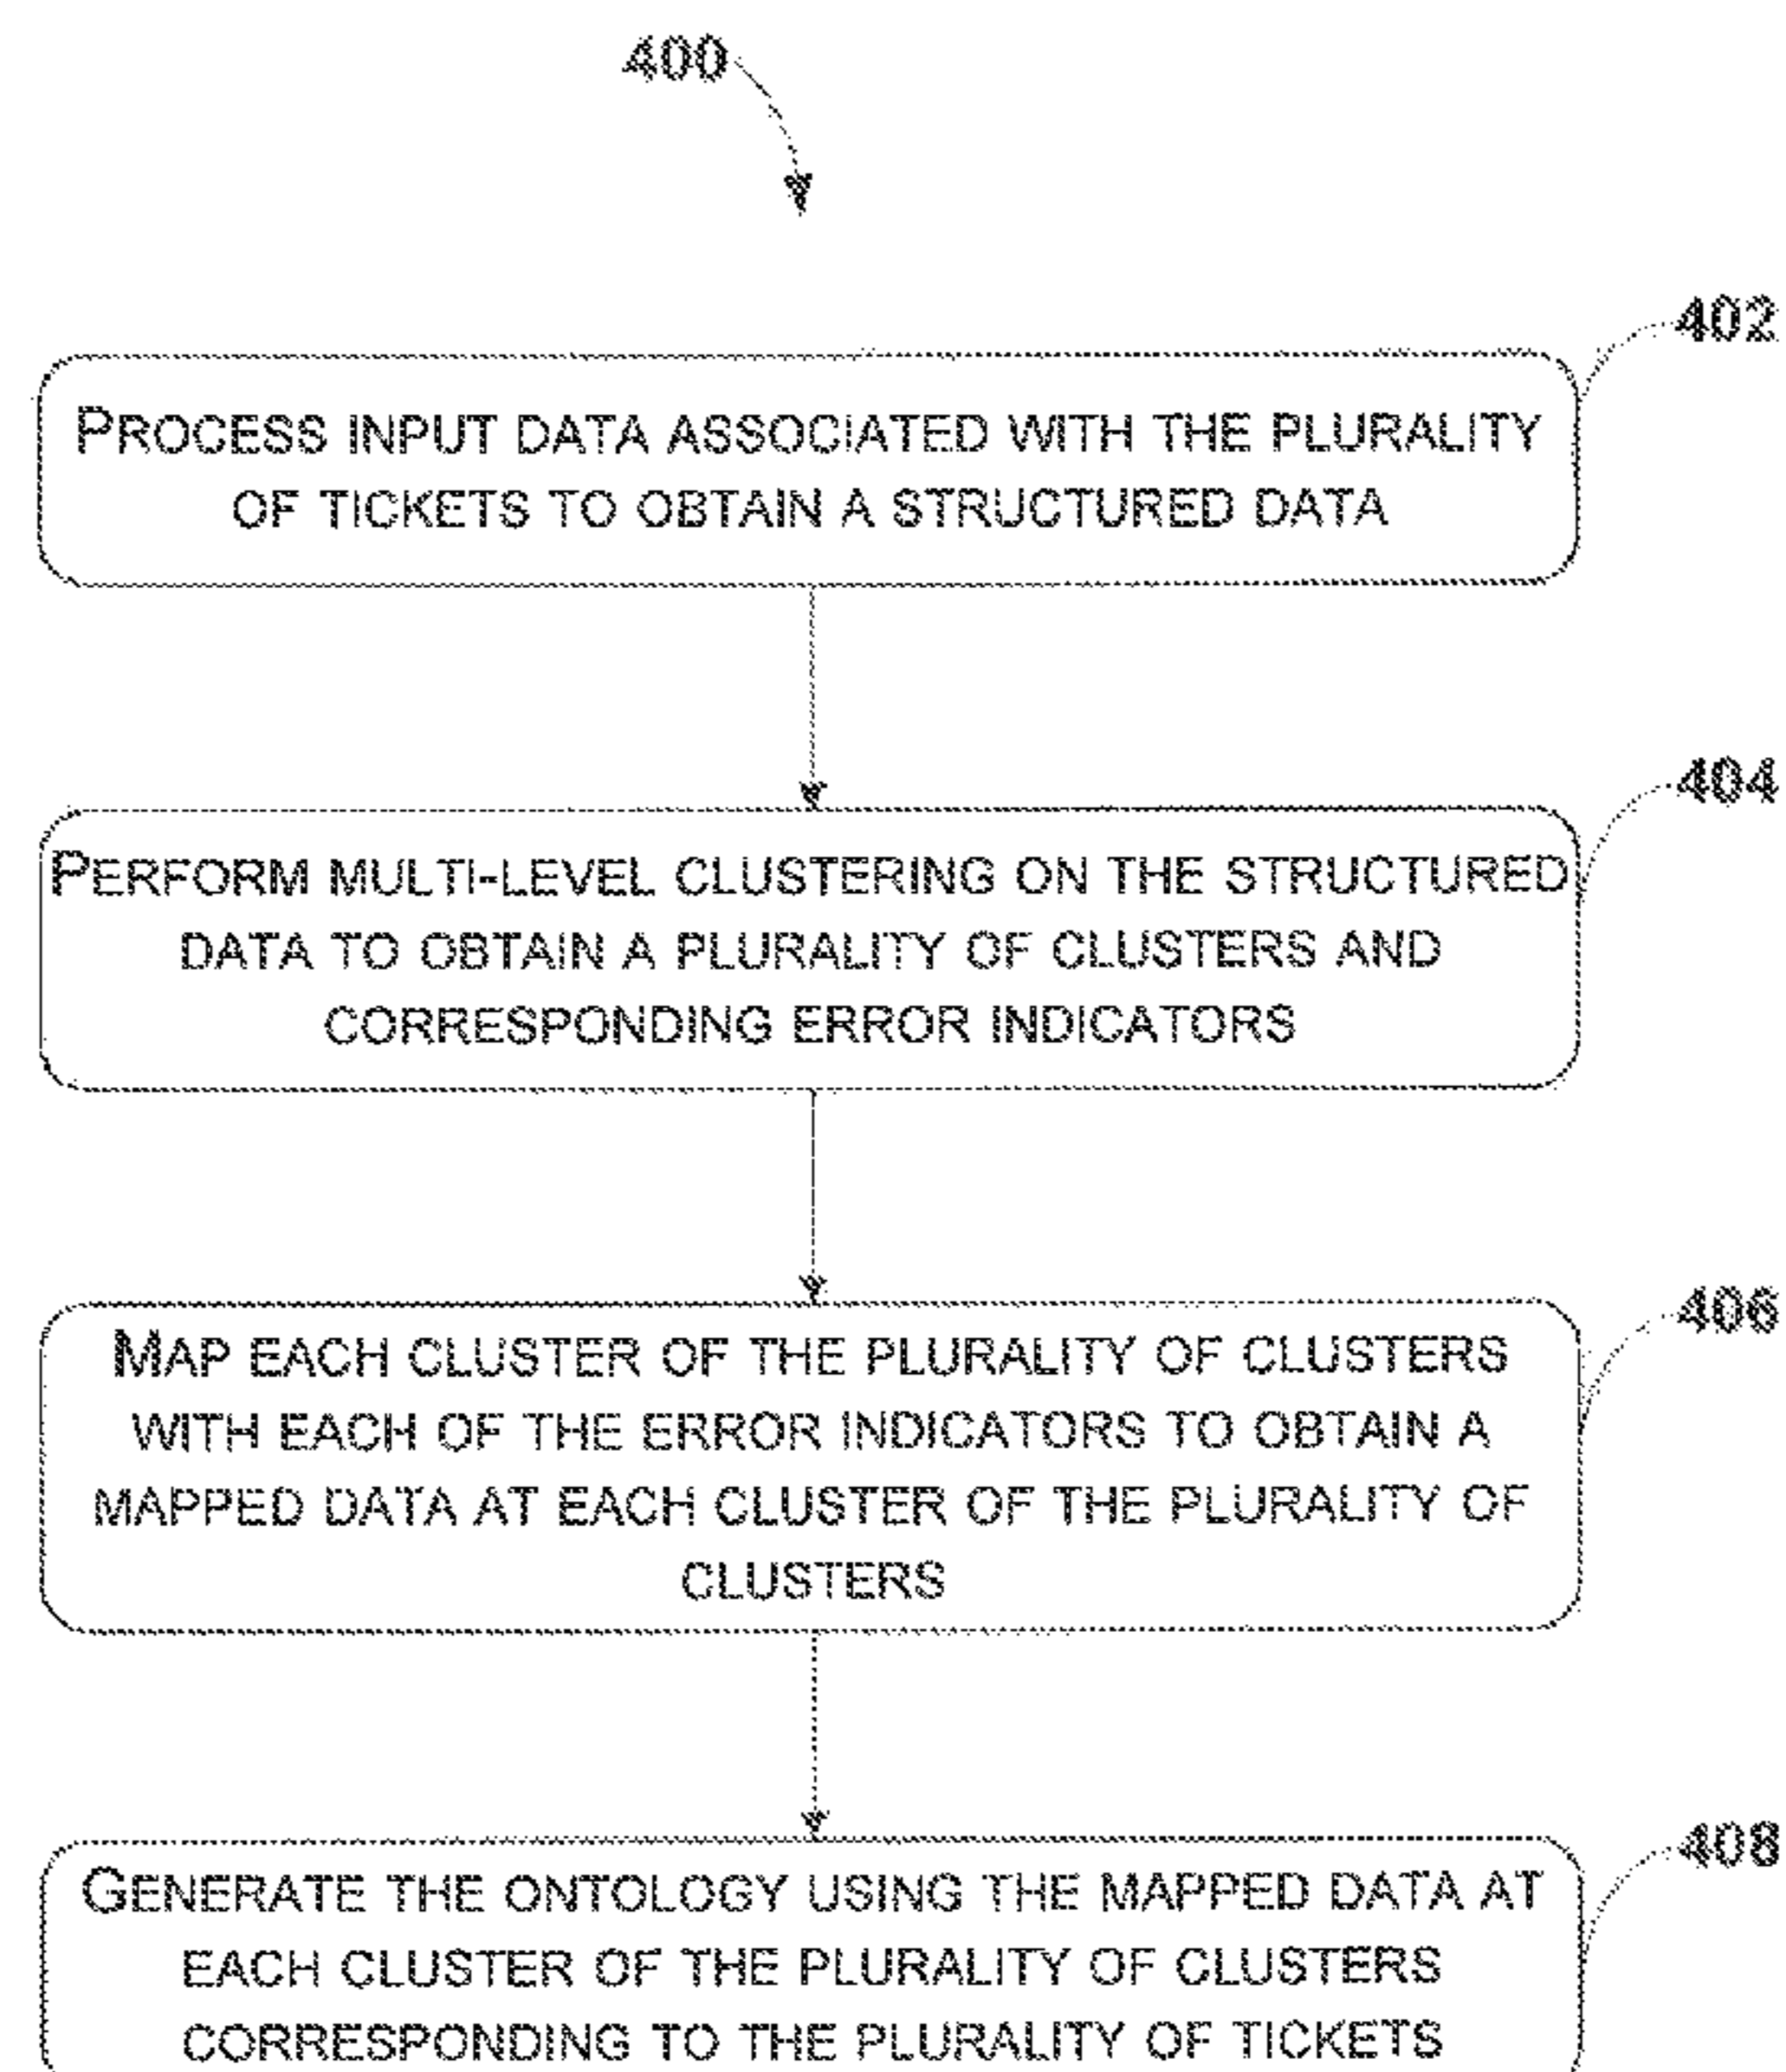 400
402
PROCESS INPUT DATA ASSOCIATED WITH THE PLURALITY
OF TICKETS TO OBTAIN A STRUCTURED DATA
404
PERFORM MULTI-LEVEL CLUSTERING ON THE STRUCTURED
DATA TO OBTAIN A PLURALITY OF CLUSTERS AND
CORRESPONDING ERROR INDICATORS
406
MAP EACH CLUSTER OF THE PLURALITY OF CLUSTERS
WITH EACH OF THE ERROR INDICATORS TO OBTAIN A
MAPPED DATA AT EACH CLUSTER OF THE PLURALITY OF
CLUSTERS
408
GENERATE THE ONTOLOGY USING THE MAPPED DATA AT
EACH CLUSTER OF THE PLURALITY OF CLUSTERS
CORRESPONDING TO THE PLURALITY OF TICKETS